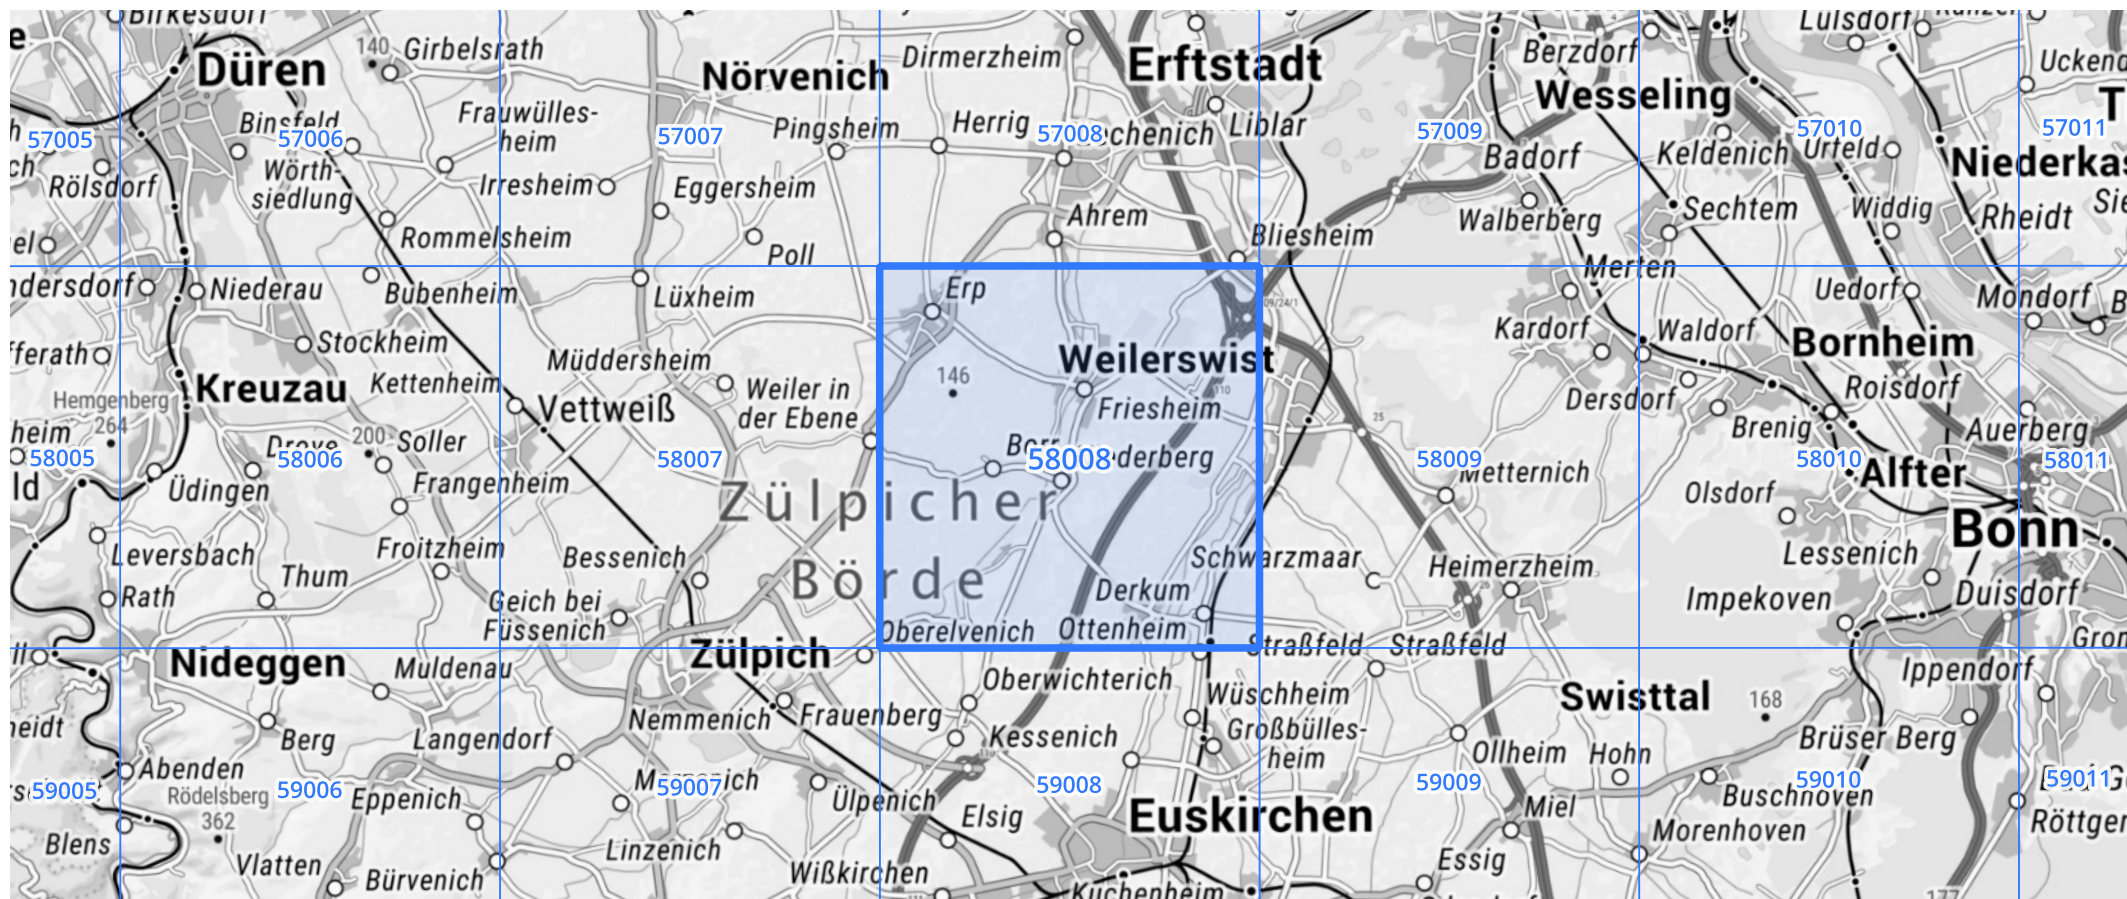 Birkesdorf
140
Girbelsrath
Düren
Dirmerzheim
Nörvenich
Erftstadt
Berzdorf
Lülsdorf
Wesseling
Binsfeld
Frauwülles-
heim
Pingsheim
Herrig
Liblar
57005
57006
57007
57008
57009
57010
57011
Badorf
Keldenich
Urfeld
Rölsdorf
Wörth-
siedlung
Irresheim
Eggersheim
Ahrem
Walberberg
Sechtem
Widdig
Rheidt
Rommelsheim
Poll
Bliesheim
Merten
Niederau
Bubenheim
Lüxheim
Erp
Uedorf
Mondorf
Stockheim
Müddersheim
Weilerswist
Kardorf
Waldorf
Bornheim
Kreuzau
Kettenheim
Weiler in
der Ebene
146
110
Hemgenberg
264
Vettweiß
Friesheim
25
Dersdorf
Roisdorf
200
Soller
Brenig
Auerberg
58005
58006
58007
58008
58009
58010
58011
Metternich
Alfter
Üdingen
Frangenheim
Zülpicher
Börde
Olsdorf
Bonn
Leversbach
Froitzheim
Bessenich
Schwarzmaar
Heimerzheim
Lessenich
Rath
Thum
Geich bei
Füssenich
Derkum
26
Impekoven
Duisdorf
Oberelvenich
Ottenheim
Straßfeld
Straßfeld
Nideggen
Muldenau
Zülpich
Oberwichterich
Wüschheim
Swisttal
168
Ippendorf
Nemmenich
Frauenberg
Großbülles-
heim
Berg
Langendorf
Kessenich
Ollheim
Hohn
Brüser Berg
Abenden
Rödelsberg
362
59005
59006
59007
59008
59009
59010
59011
Eppenich
Ülpenich
Elsig
Euskirchen
Miel
Buschhoven
Morenhoven
Blens
Vlatten
Bürvenich
Linzenich
Wißkirchen
Kuchenheim
Essig
177